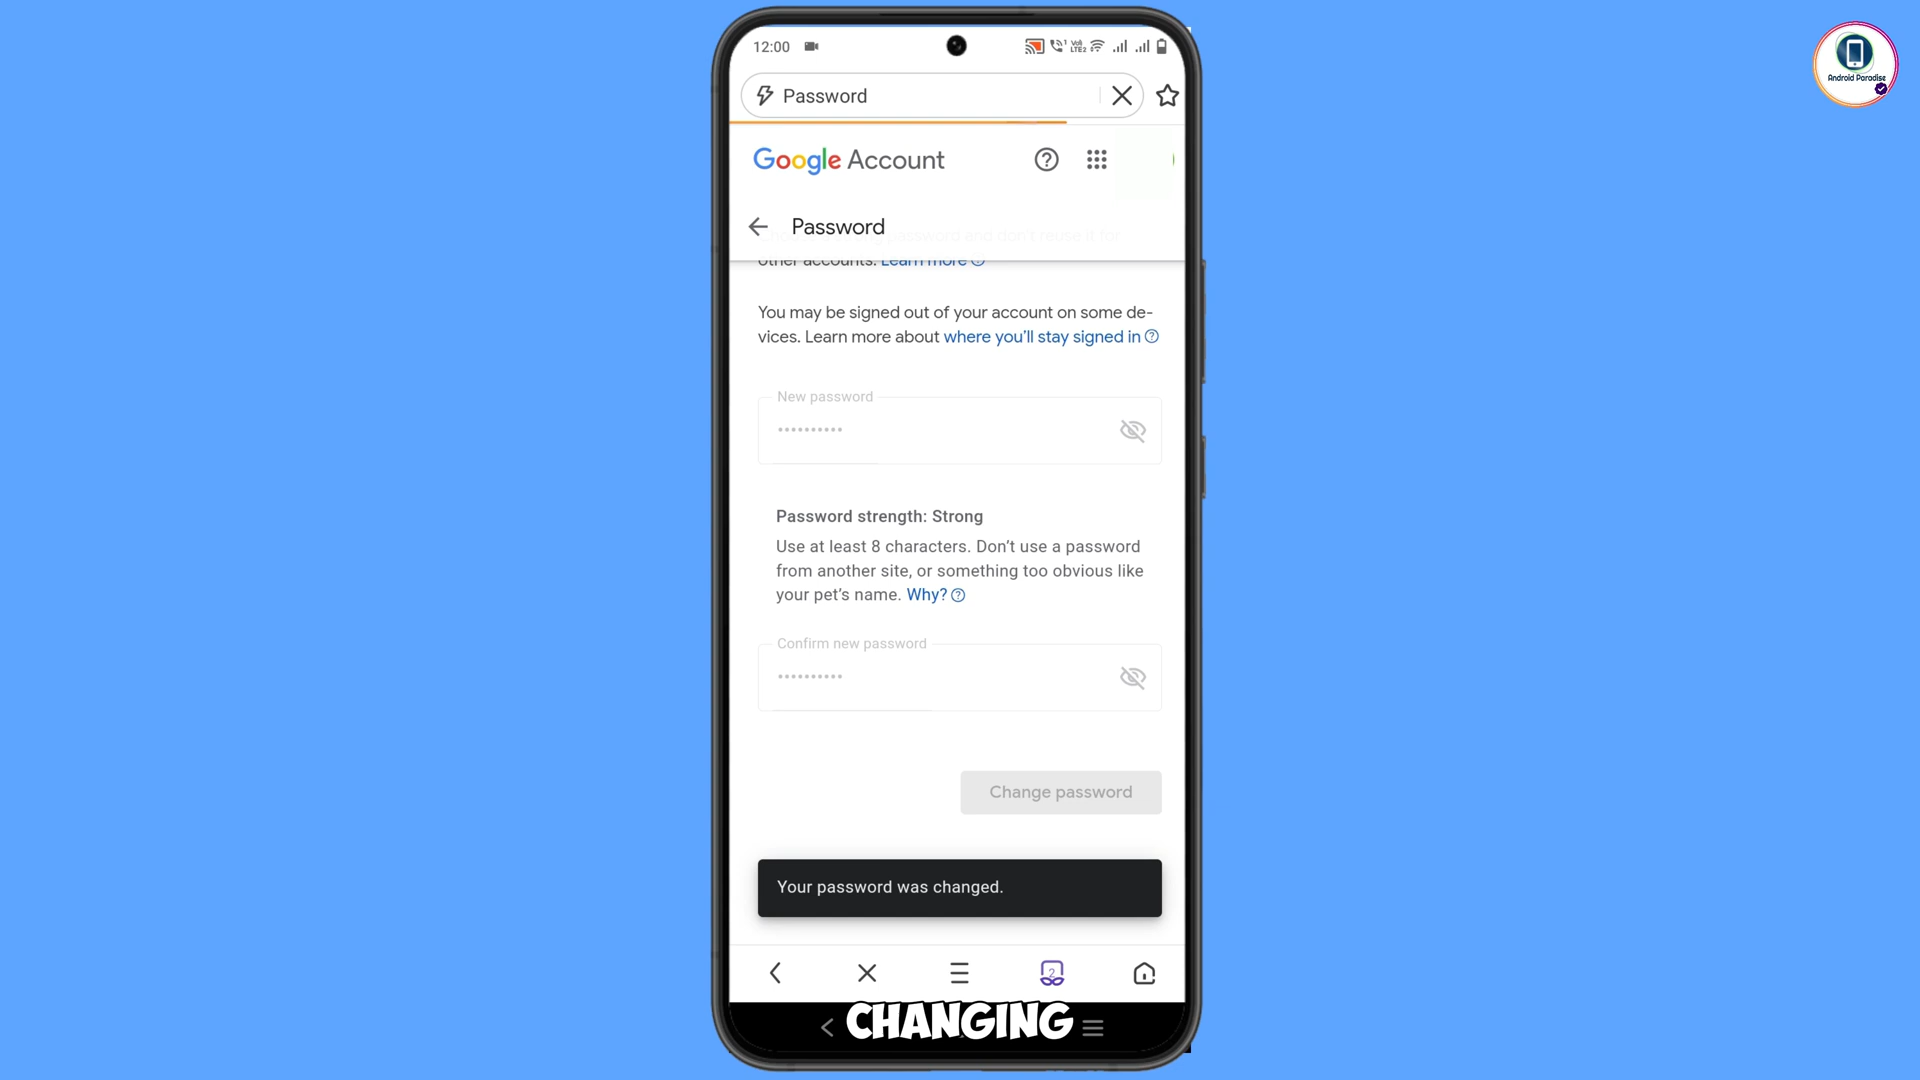 12:00
Android Paradise
Password
Google Account
Password
other accounts. Learn more
You may be signed out of your account on some de-
vices. Learn more about where you'll stay signed in
New password
Password strength: Strong
Use at least 8 characters. Don't use a password
from another site, or something too obvious like
your pet's name. Why?
Confirm new password
Change password
Your password was changed.
2
CHANGING